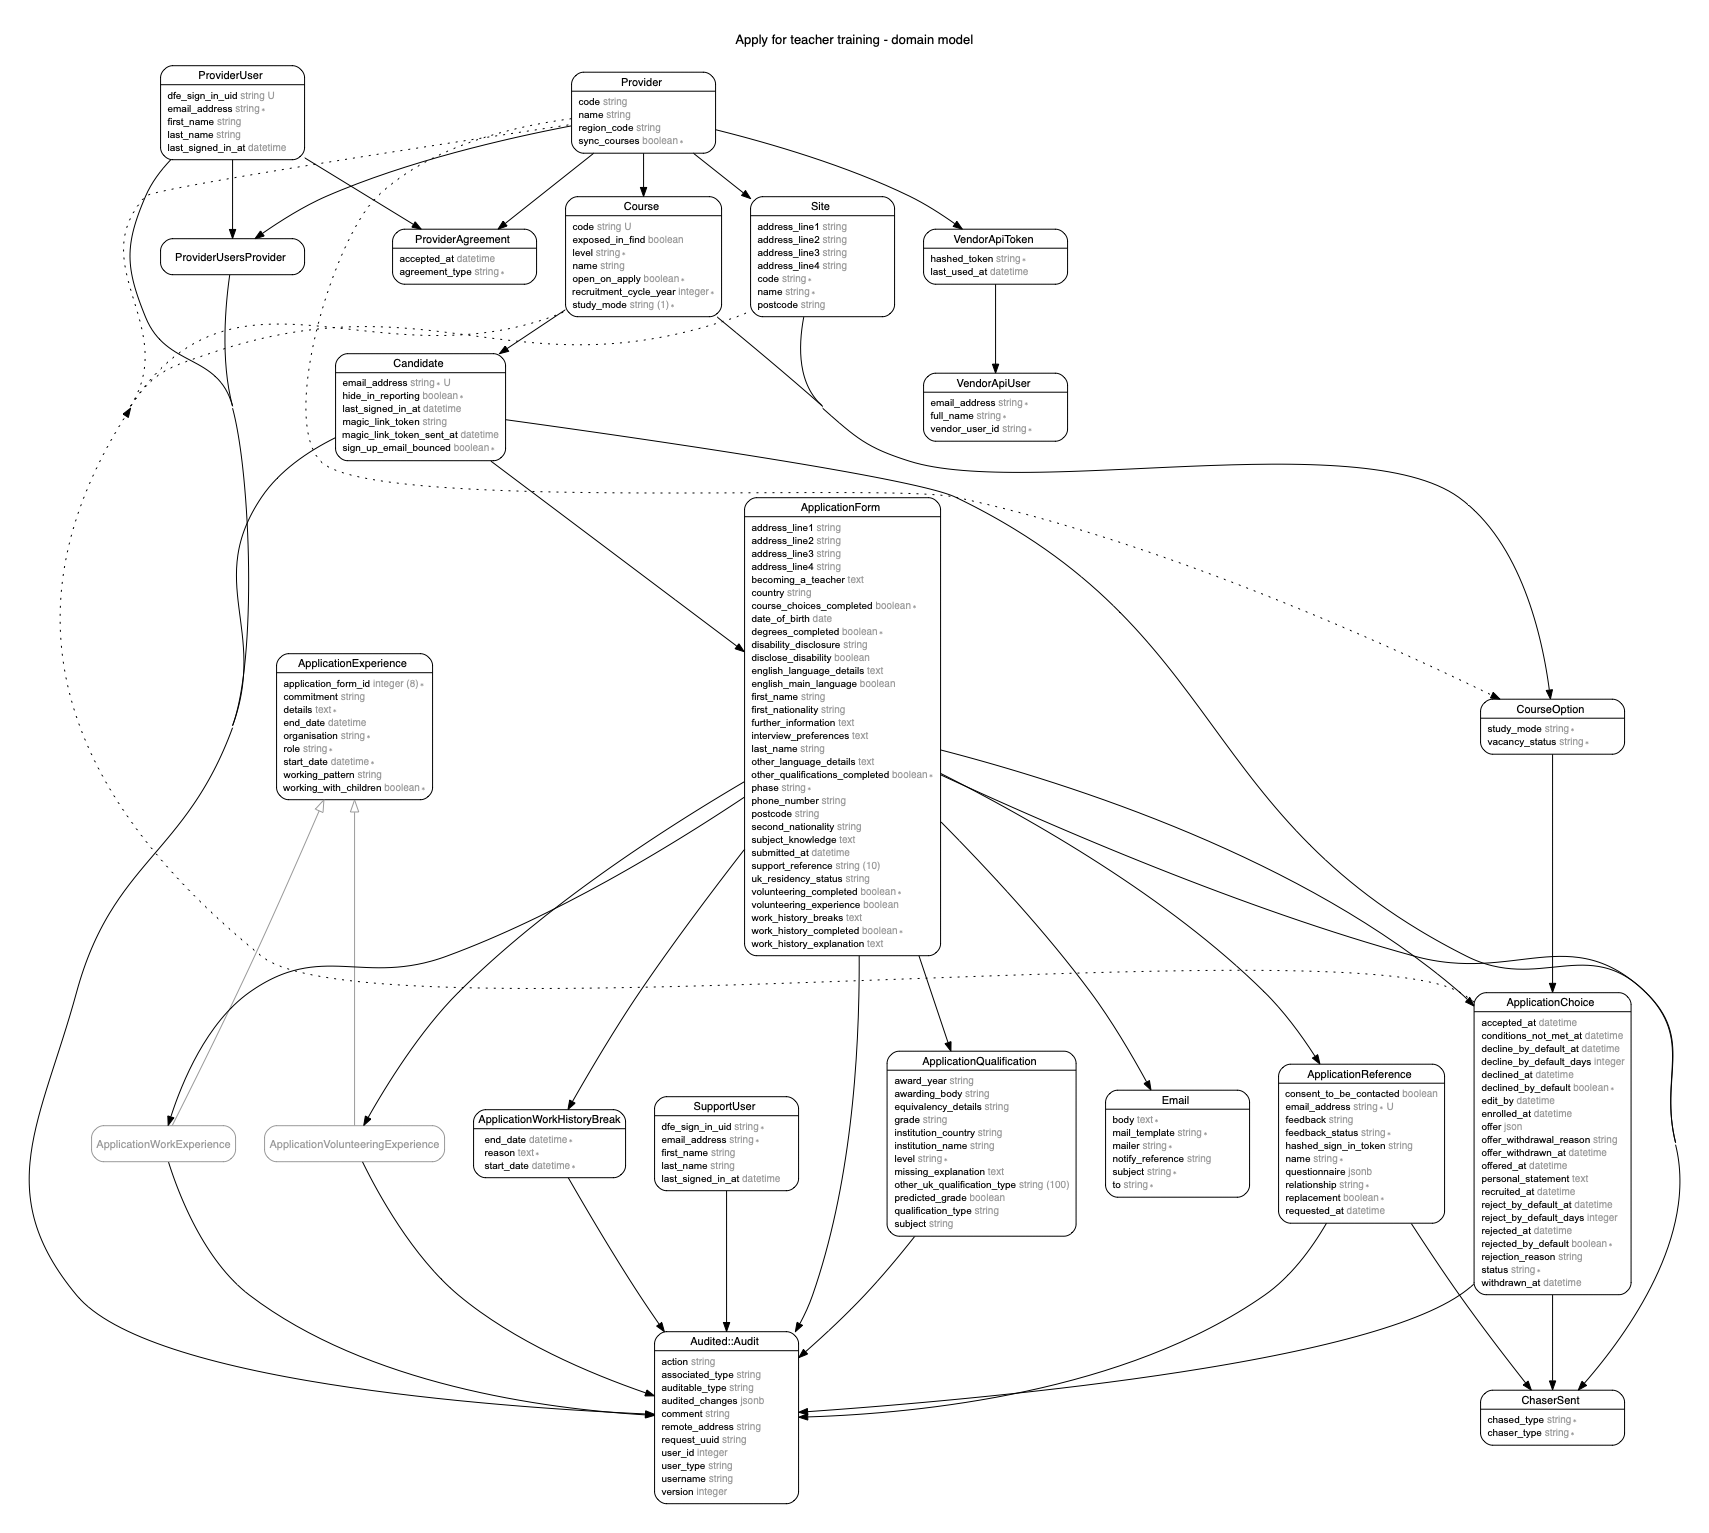 Apply for teacher training - domain model
ProviderUser
dfe_sign_in_uid string U
email_address string ∗
first_name string
last_name string
last_signed_in_at datetime
Provider
code string
name string
region_code string
sync_courses boolean ∗
ProviderUsersProvider
ProviderAgreement
accepted_at datetime
agreement_type string ∗
Course
code string U
exposed_in_find boolean
level string ∗
name string
open_on_apply boolean ∗
recruitment_cycle_year integer ∗
study_mode string (1) ∗
Site
address_line1 string
address_line2 string
address_line3 string
address_line4 string
code string ∗
name string ∗
postcode string
VendorApiToken
hashed_token string ∗
last_used_at datetime
Candidate
email_address string ∗ U
hide_in_reporting boolean ∗
last_signed_in_at datetime
magic_link_token string
magic_link_token_sent_at datetime
sign_up_email_bounced boolean ∗
VendorApiUser
email_address string ∗
full_name string ∗
vendor_user_id string ∗
ApplicationForm
address_line1 string
address_line2 string
address_line3 string
address_line4 string
becoming_a_teacher text
country string
course_choices_completed boolean ∗
date_of_birth date
degrees_completed boolean ∗
disability_disclosure string
disclose_disability boolean
english_language_details text
english_main_language boolean
first_name string
first_nationality string
further_information text
interview_preferences text
last_name string
other_language_details text
other_qualifications_completed boolean ∗
phase string ∗
phone_number string
postcode string
second_nationality string
subject_knowledge text
submitted_at datetime
support_reference string (10)
uk_residency_status string
volunteering_completed boolean ∗
volunteering_experience boolean
work_history_breaks text
work_history_completed boolean ∗
work_history_explanation text
ApplicationExperience
application_form_id integer (8) ∗
commitment string
details text ∗
end_date datetime
organisation string ∗
role string ∗
start_date datetime ∗
working_pattern string
working_with_children boolean ∗
CourseOption
study_mode string ∗
vacancy_status string ∗
ApplicationWorkExperience
ApplicationVolunteeringExperience
ApplicationWorkHistoryBreak
end_date datetime ∗
reason text ∗
start_date datetime ∗
SupportUser
dfe_sign_in_uid string ∗
email_address string ∗
first_name string
last_name string
last_signed_in_at datetime
ApplicationQualification
award_year string
awarding_body string
equivalency_details string
grade string
institution_country string
institution_name string
level string ∗
missing_explanation text
other_uk_qualification_type string (100)
predicted_grade boolean
qualification_type string
subject string
Email
body text ∗
mail_template string ∗
mailer string ∗
notify_reference string
subject string ∗
to string ∗
ApplicationReference
consent_to_be_contacted boolean
email_address string ∗ U
feedback string
feedback_status string ∗
hashed_sign_in_token string
name string ∗
questionnaire jsonb
relationship string ∗
replacement boolean ∗
requested_at datetime
ApplicationChoice
accepted_at datetime
conditions_not_met_at datetime
decline_by_default_at datetime
decline_by_default_days integer
declined_at datetime
declined_by_default boolean ∗
edit_by datetime
enrolled_at datetime
offer json
offer_withdrawal_reason string
offer_withdrawn_at datetime
offered_at datetime
personal_statement text
recruited_at datetime
reject_by_default_at datetime
reject_by_default_days integer
rejected_at datetime
rejected_by_default boolean ∗
rejection_reason string
status string ∗
withdrawn_at datetime
Audited::Audit
action string
associated_type string
auditable_type string
audited_changes jsonb
comment string
remote_address string
request_uuid string
user_id integer
user_type string
username string
version integer
ChaserSent
chased_type string ∗
chaser_type string ∗